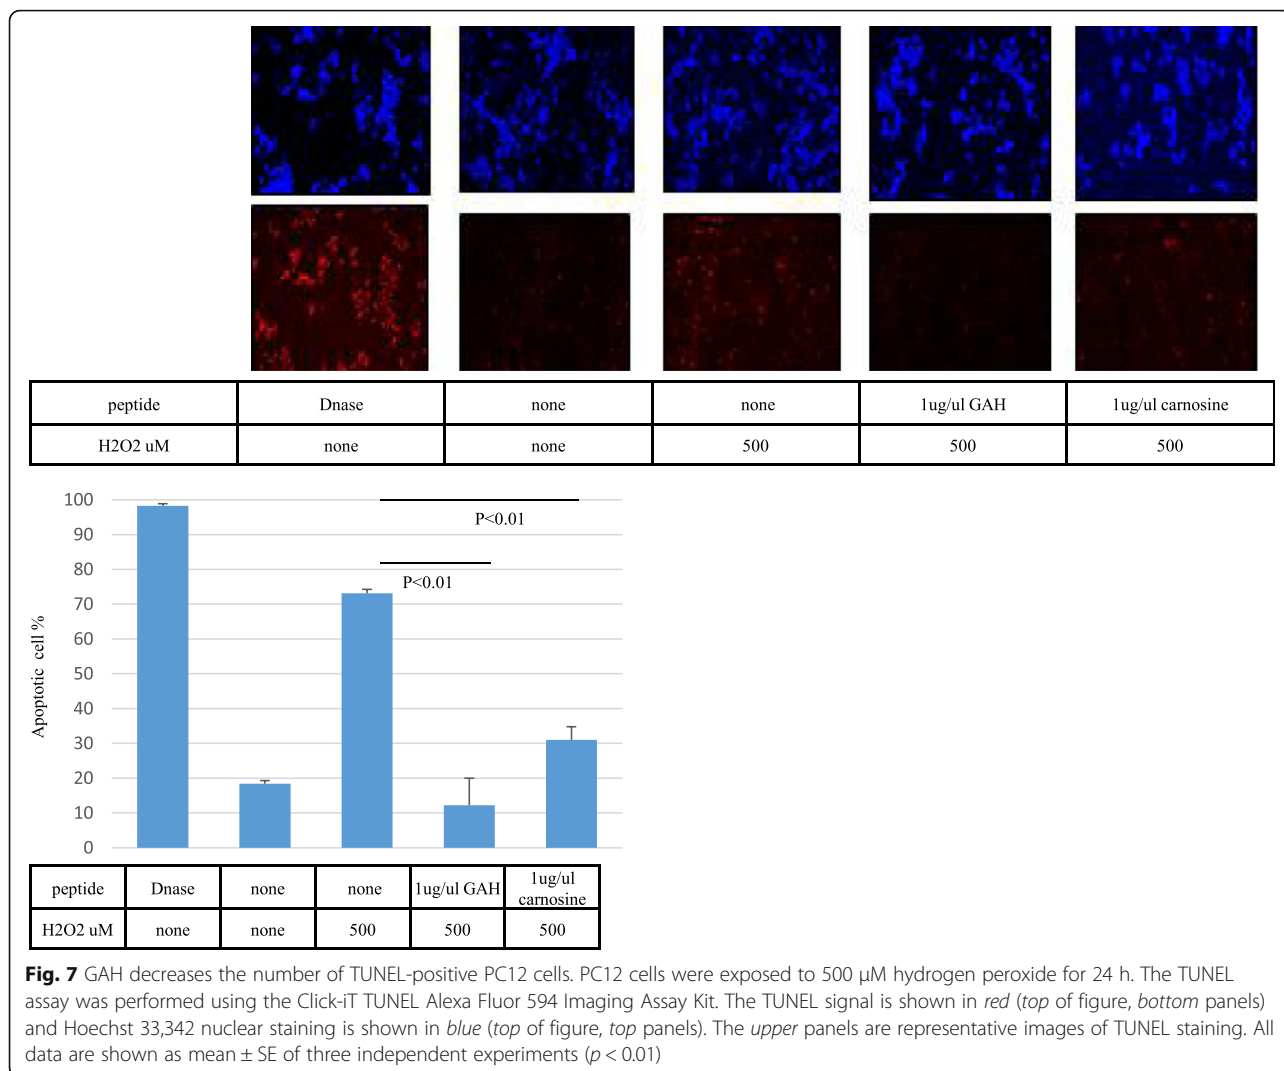 peptide Dnase none none 1ug/ul GAH 1ug/ul carnosine
H2O2 uM none none 500 500 500
100
90
80
70
60
50
40
30
20
10
0
Apoptotic cell %
P<0.01
P<0.01
peptide Dnase none none 1ug/ul GAH 1ug/ul carnosine
H2O2 uM none none 500 500 500
Fig. 7 GAH decreases the number of TUNEL-positive PC12 cells. PC12 cells were exposed to 500 μM hydrogen peroxide for 24 h. The TUNEL
assay was performed using the Click-iT TUNEL Alexa Fluor 594 Imaging Assay Kit. The TUNEL signal is shown in red (top of figure, bottom panels)
and Hoechst 33,342 nuclear staining is shown in blue (top of figure, top panels). The upper panels are representative images of TUNEL staining. All
data are shown as mean ± SE of three independent experiments (p < 0.01)